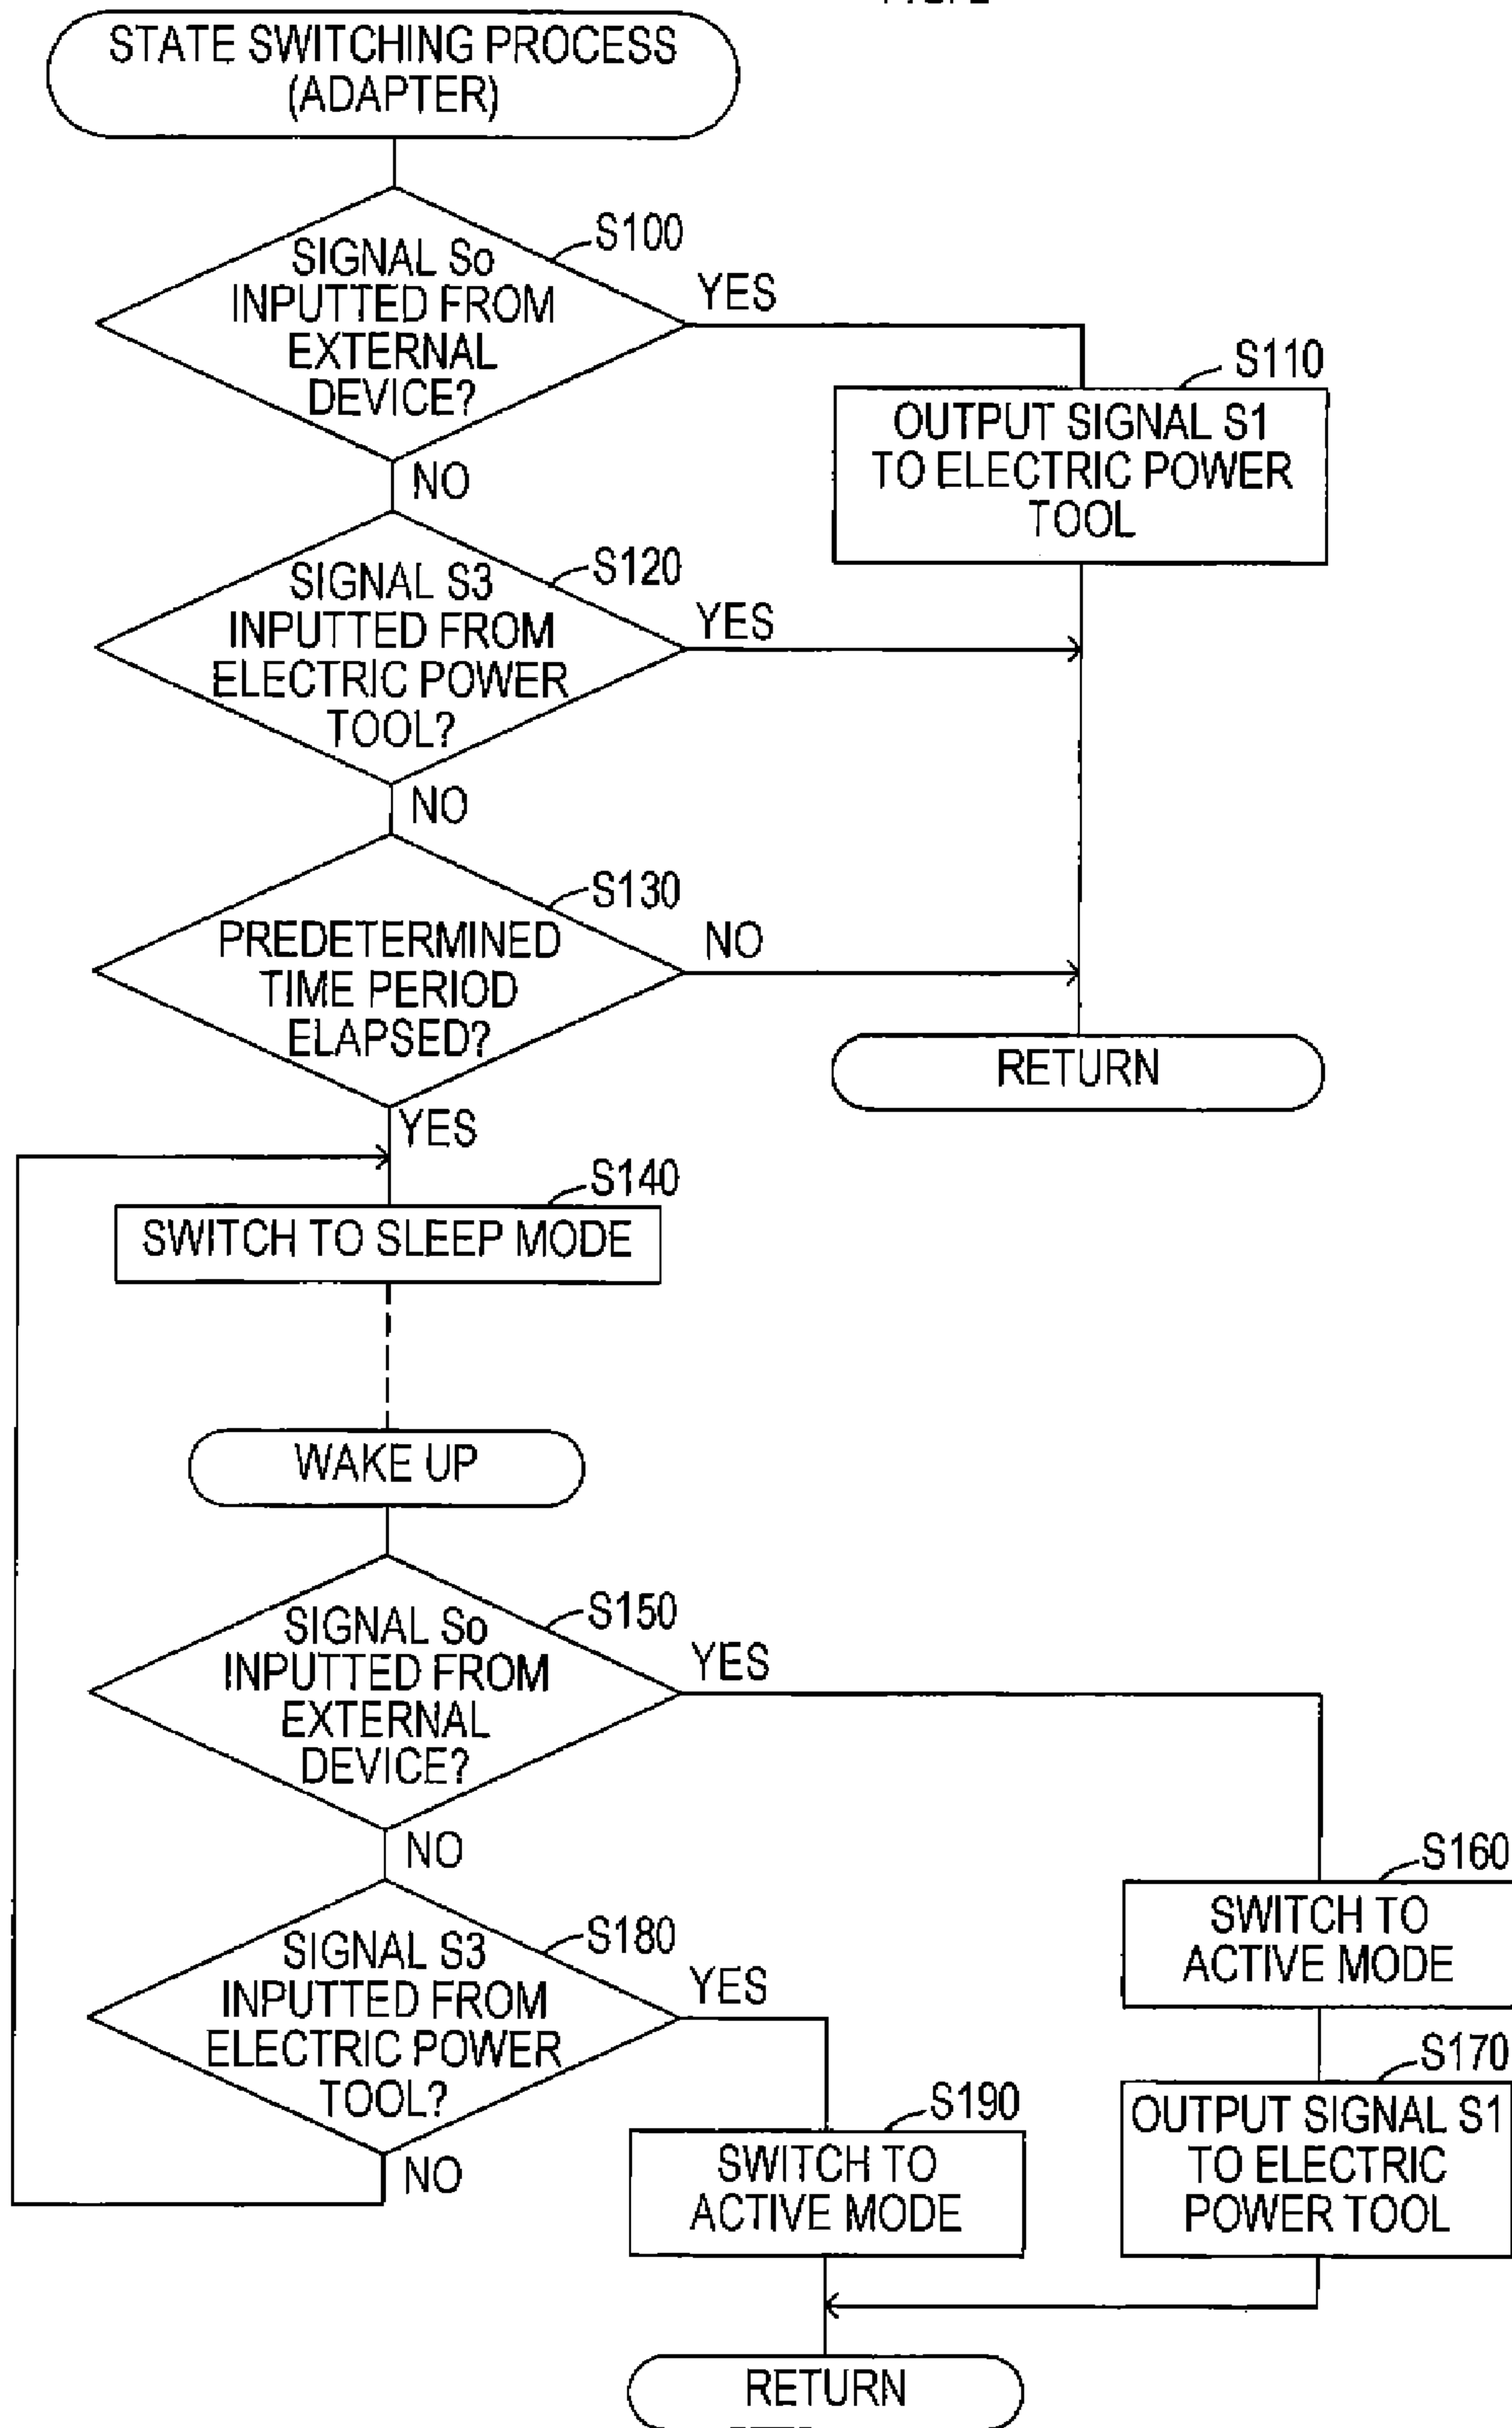 STATE SWITCHING PROCESS
(ADAPTER)
S100
SIGNAL So
INPUTTED FROM
EXTERNAL
DEVICE?
YES
NO
S110
OUTPUT SIGNAL S1
TO ELECTRIC POWER
TOOL
S120
SIGNAL S3
INPUTTED FROM
ELECTRIC POWER
TOOL?
YES
NO
S130
PREDETERMINED
TIME PERIOD
ELAPSED?
NO
YES
RETURN
S140
SWITCH TO SLEEP MODE
WAKE UP
S150
SIGNAL So
INPUTTED FROM
EXTERNAL
DEVICE?
YES
NO
S160
SWITCH TO
ACTIVE MODE
S170
OUTPUT SIGNAL S1
TO ELECTRIC
POWER TOOL
S180
SIGNAL S3
INPUTTED FROM
ELECTRIC POWER
TOOL?
YES
NO
S190
SWITCH TO
ACTIVE MODE
RETURN